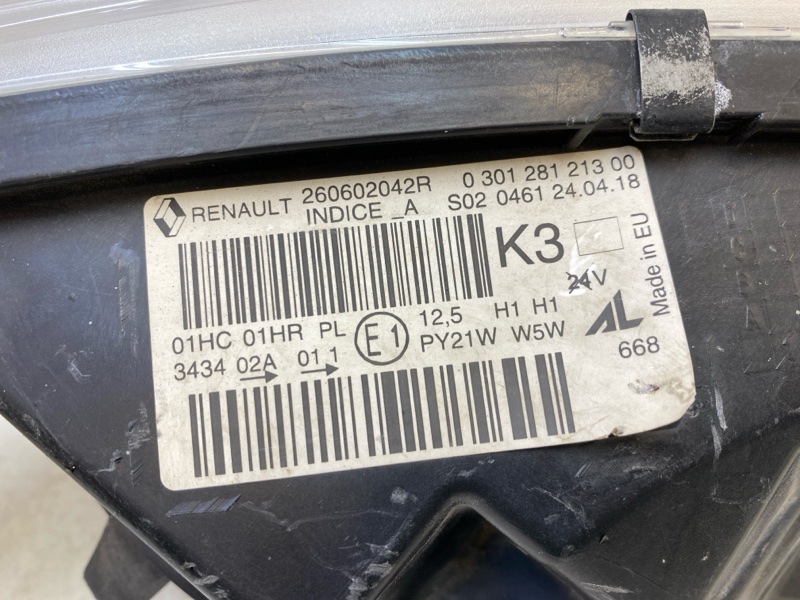 RENAULT 260602042R 0 301 281 213 00
INDICE _A S02 0461 24.04.18
K3
24V
Made in EU
01HC 01HR PL E1 12,5 H1 H1
3434 02A 01 1 PY21W W5W
AL
668